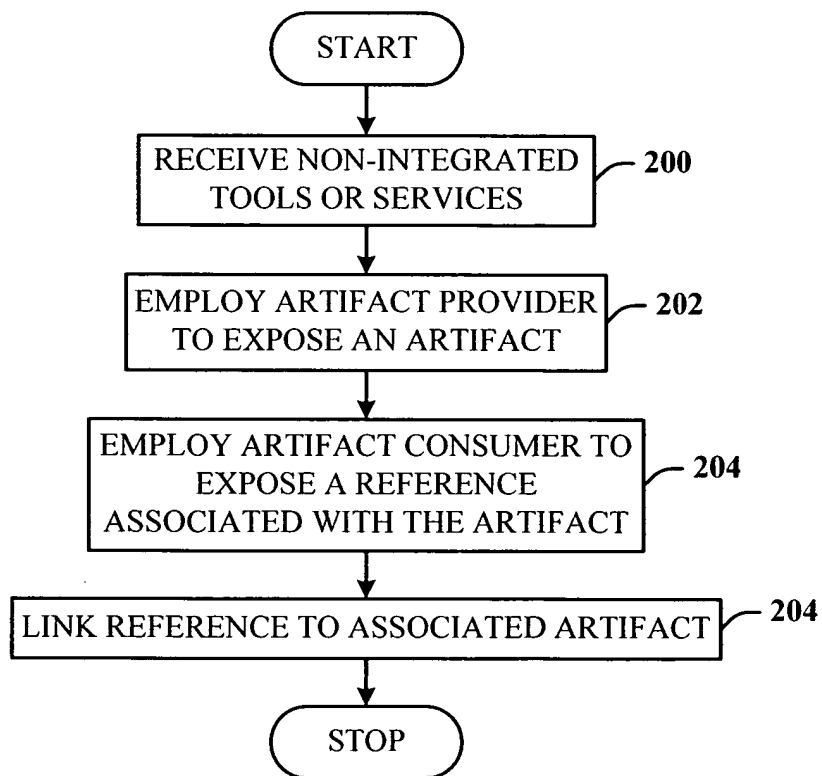 START
RECEIVE NON-INTEGRATED
TOOLS OR SERVICES
200
EMPLOY ARTIFACT PROVIDER
TO EXPOSE AN ARTIFACT
202
EMPLOY ARTIFACT CONSUMER TO
EXPOSE A REFERENCE
ASSOCIATED WITH THE ARTIFACT
204
LINK REFERENCE TO ASSOCIATED ARTIFACT
204
STOP